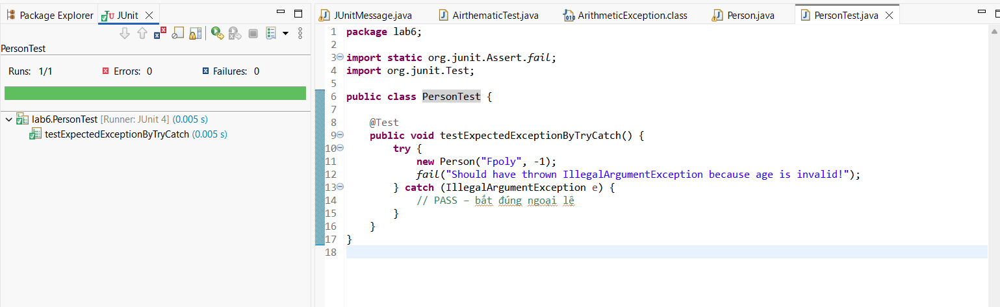 Package Explorer
JUnit
PersonTest
Runs: 1/1
Errors: 0
Failures: 0
lab6.PersonTest [Runner: JUnit 4] (0.005 s)
testExpectedExceptionByTryCatch (0.005 s)
JUnitMessage.java
AirthematicTest.java
ArithmeticException.class
Person.java
PersonTest.java
1 package lab6;
2
3 import static org.junit.Assert.fail;
4 import org.junit.Test;
5
6 public class PersonTest {
7
8 @Test
9 public void testExpectedExceptionByTryCatch() {
10 try {
11 new Person("Fpoly", -1);
12 fail("Should have thrown IllegalArgumentException because age is invalid!");
13 } catch (IllegalArgumentException e) {
14 // PASS – bắt đúng ngoại lệ
15 }
16 }
17 }
18